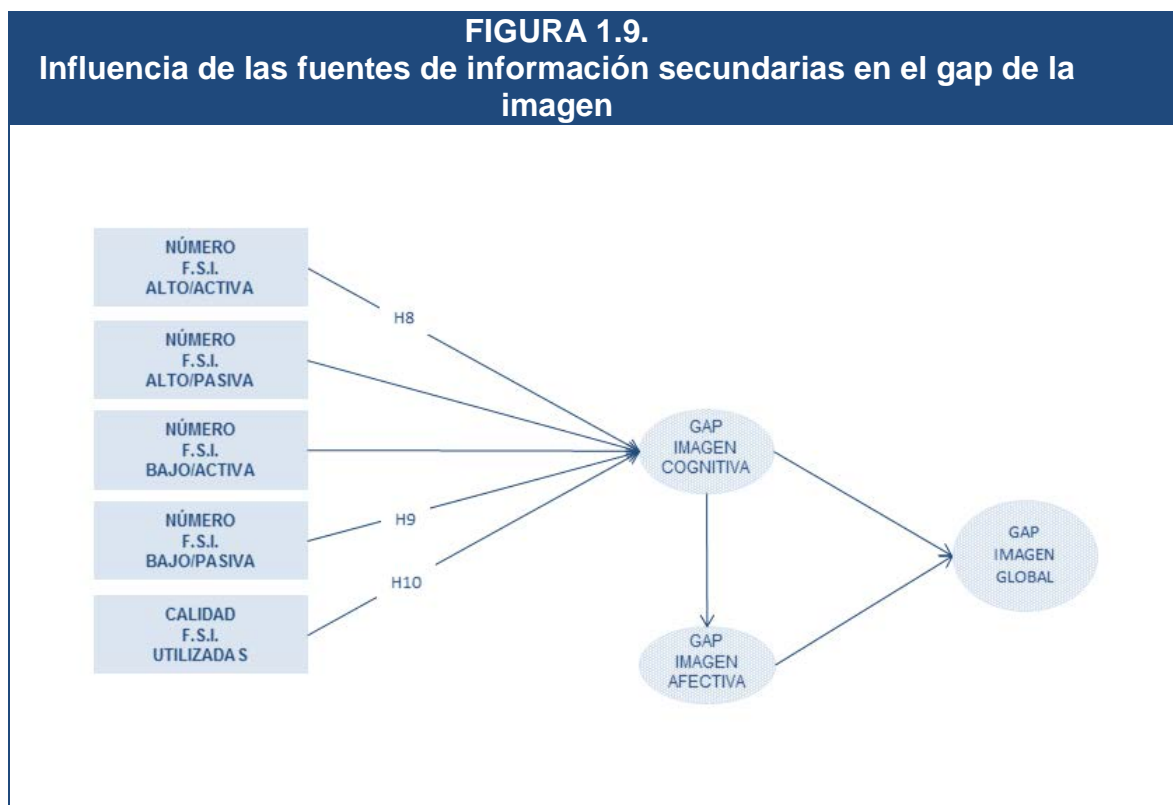 FIGURA 1.9.
Influencia de las fuentes de información secundarias en el gap de la
imagen
NÚMERO
F.S.I.
ALTO/ACTIVA
H8
NÚMERO
F.S.I.
ALTO/PASIVA
NÚMERO
F.S.I.
BAJO/ACTIVA
NÚMERO
F.S.I.
BAJO/PASIVA
H9
H10
CALIDAD
F.S.I.
UTILIZADAS
GAP
IMAGEN
COGNITIVA
GAP
IMAGEN
AFECTIVA
GAP
IMAGEN
GLOBAL